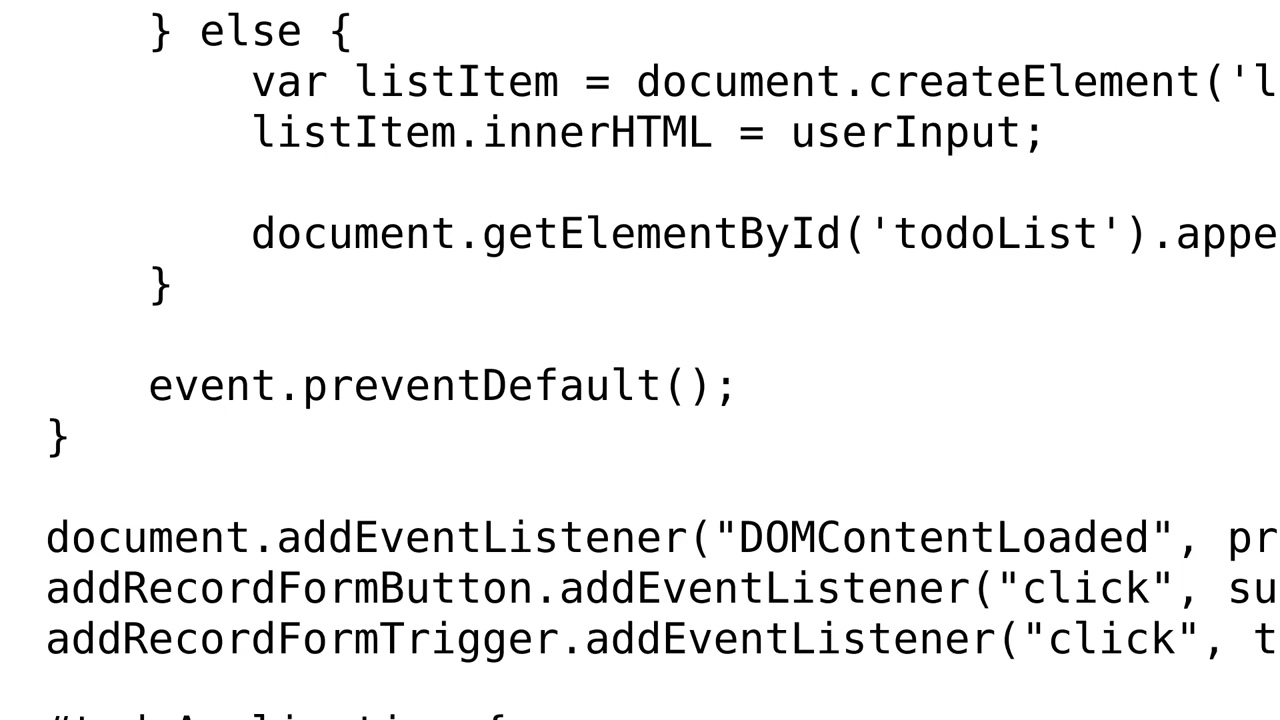 } else {
var listItem = document.createElement('l
listItem.innerHTML = userInput;
document.getElementById('todoList').appe
}
event.preventDefault();
}
document.addEventListener("DOMContentLoaded", pr
addRecordFormButton.addEventListener("click", su
addRecordFormTrigger.addEventListener("click", t